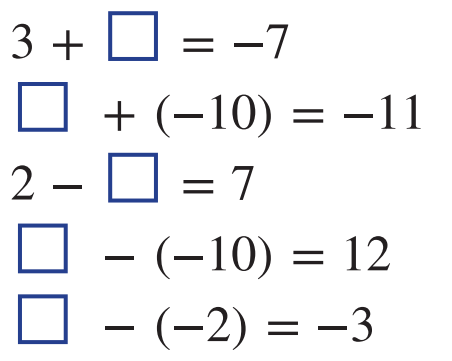 3 + □ = −7
□ + (−10) = −11
2 − □ = 7
□ − (−10) = 12
□ − (−2) = −3